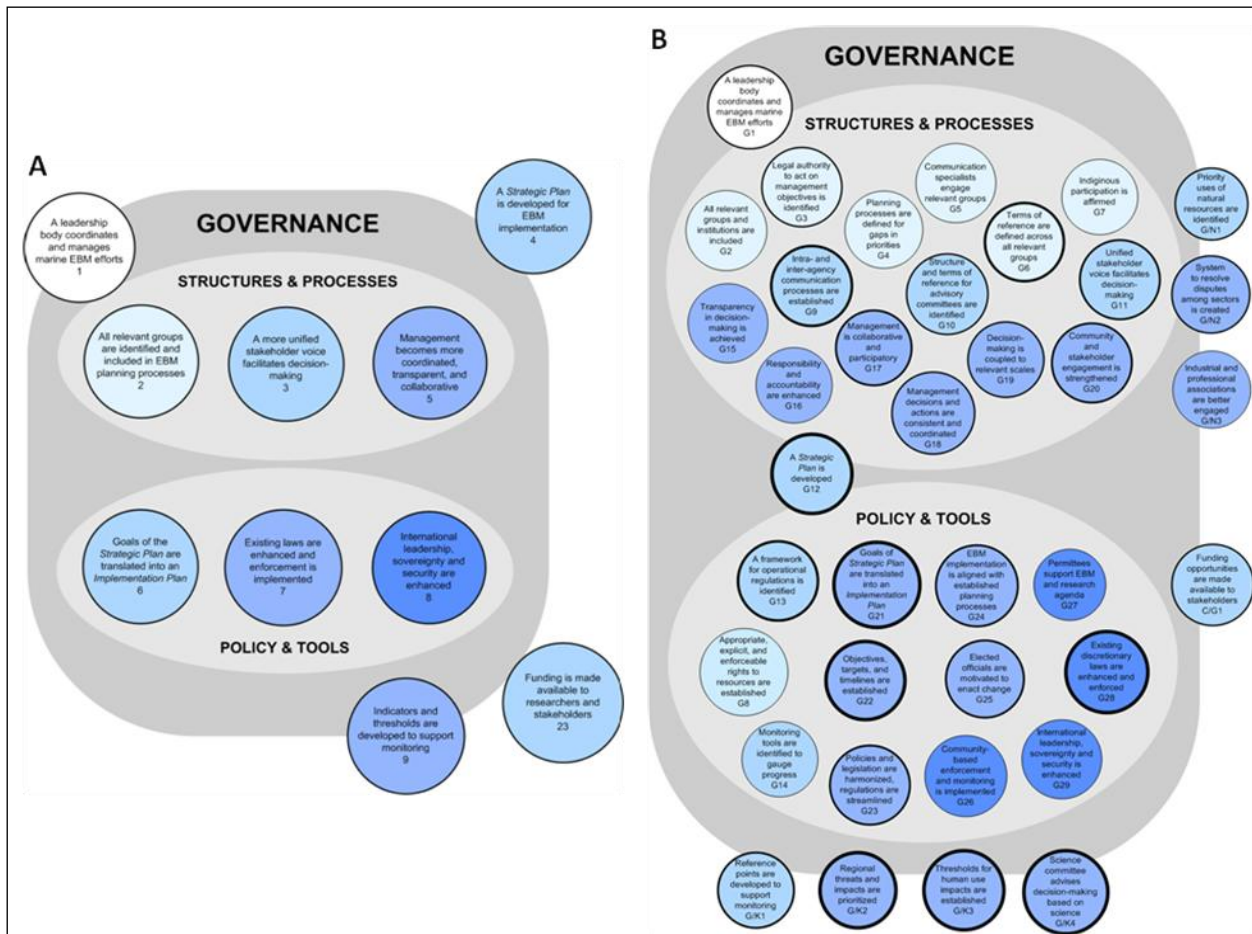 A
GOVERNANCE
A leadership
body coordinates
and manages
marine EBM efforts
1
A Strategic Plan
is developed for
EBM
implementation
4
STRUCTURES & PROCESSES
All relevant groups
are identified and
included in EBM
planning processes
2
A more unified
stakeholder voice
facilitates decision-
making
3
Management
becomes more
coordinated,
transparent, and
collaborative
5
Goals of the
Strategic Plan are
translated into an
Implementation Plan
6
Existing laws are
enhanced and
enforcement is
implemented
7
International
leadership,
sovereignty and
security are
enhanced
8
POLICY & TOOLS
Indicators and
thresholds are
developed to support
monitoring
9
Funding is made
available to
researchers and
stakeholders
23
B
GOVERNANCE
A leadership
body
coordinates and
manages marine
EBM efforts
G1
STRUCTURES & PROCESSES
All relevant
groups and
institutions are
included
G2
Legal authority
to act on
management
objectives is
identified
G3
Planning
processes are
defined for
gaps in
priorities
G4
Communication
specialists
engage relevant
groups
G5
Terms of
reference are
defined across
all relevant
groups
G6
Indiginous
participation is
affirmed
G7
Priority uses of
natural
resources are
identified
G/N1
Intra- and
inter-agency
communication
processes are
established
G9
Structure and
terms of
reference for
advisory
committees are
identified
G10
Unified
stakeholder
voice facilitates
decision-
making
G11
System
to resolve
disputes
among sectors
is created
G/N2
Transparency
in decision-
making is
achieved
G15
Responsibility
and
accountability
are enhanced
G16
Management
is collaborative
and
participatory
G17
Management
decisions and
actions are
consistent and
coordinated
G18
Decision-
making is
coupled to
relevant scales
G19
Community
and
stakeholder
engagement is
strengthened
G20
Industrial and
professional
associations
are better
engaged
G/N3
A Strategic
Plan is
developed
G12
POLICY & TOOLS
A framework
for operational
regulations is
identified
G13
Goals of
Strategic Plan
are translated
into an
Implementation
Plan
G21
EBM
implementation
is aligned with
established
planning
processes
G24
Permittees
support EBM
and research
agenda
G27
Funding
opportunities
are made
available to
stakeholders
C/G1
Appropriate,
explicit, and
enforceable
rights to
resources are
established
G8
Objectives,
targets, and
timelines are
established
G22
Elected
officials are
motivated to
enact change
G25
Existing
discretionary
laws are
enhanced and
enforced
G28
Monitoring
tools are
identified to
gauge
progress
G14
Policies and
legislation are
harmonized,
regulations are
streamlined
G23
Community-
based
enforcement
and monitoring
is implemented
G26
International
leadership,
sovereignty
and security is
enhanced
G29
Reference
points are
developed to
support
monitoring
G/K1
Regional
threats and
impacts are
prioritized
G/K2
Thresholds for
human use
impacts are
established
G/K3
Science
committee
advises
decision-making
based on
science
G/K4